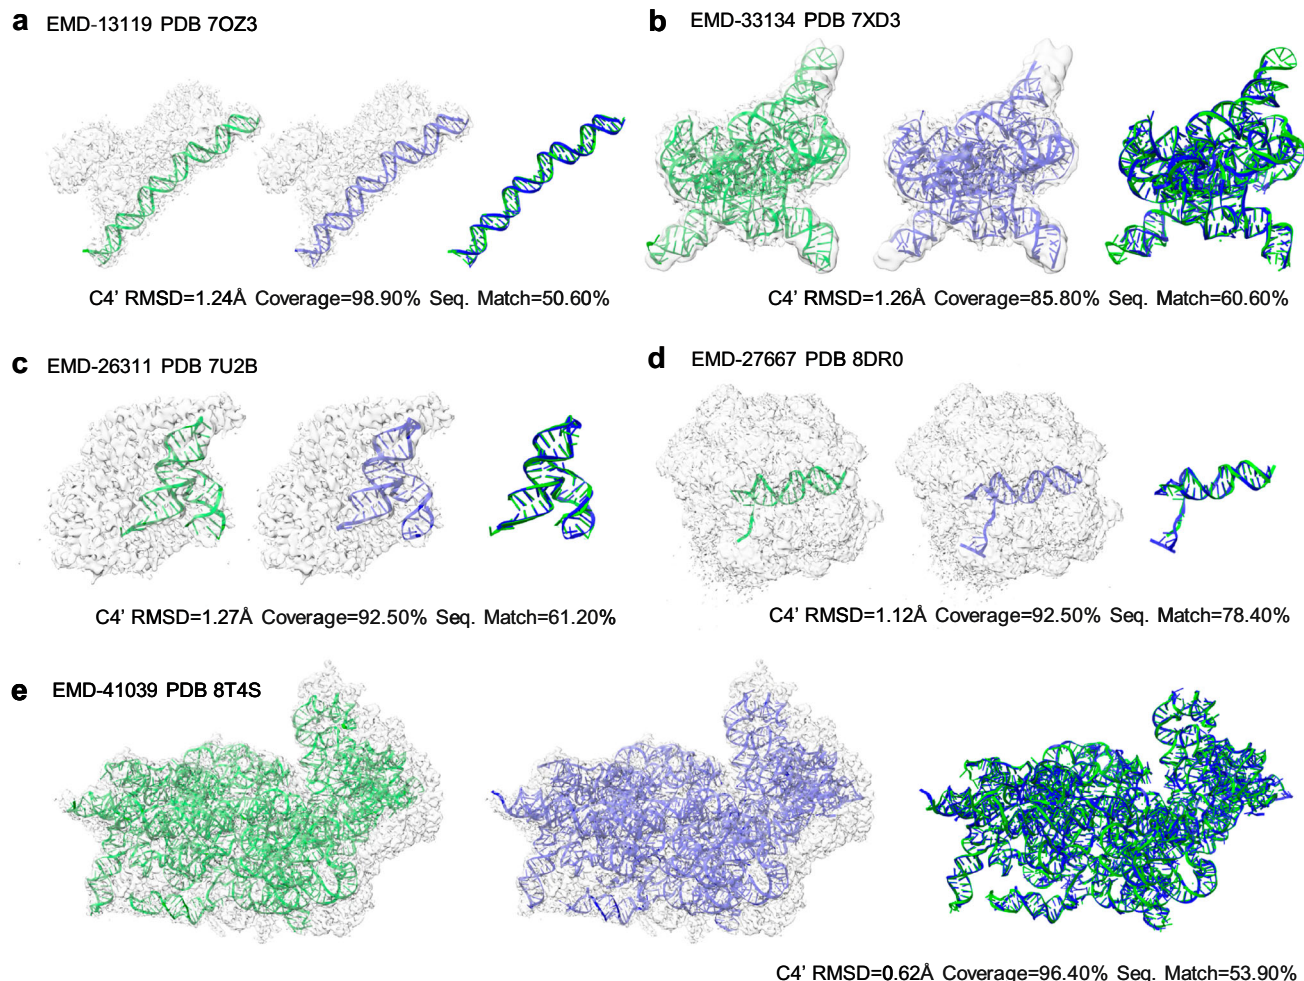 a EMD-13119 PDB 7OZ3
C4’ RMSD=1.24Å Coverage=98.90% Seq. Match=50.60%
b EMD-33134 PDB 7XD3
C4’ RMSD=1.26Å Coverage=85.80% Seq. Match=60.60%
c EMD-26311 PDB 7U2B
C4’ RMSD=1.27Å Coverage=92.50% Seq. Match=61.20%
d EMD-27667 PDB 8DR0
C4’ RMSD=1.12Å Coverage=92.50% Seq. Match=78.40%
e EMD-41039 PDB 8T4S
C4’ RMSD=0.62Å Coverage=96.40% Seq. Match=53.90%